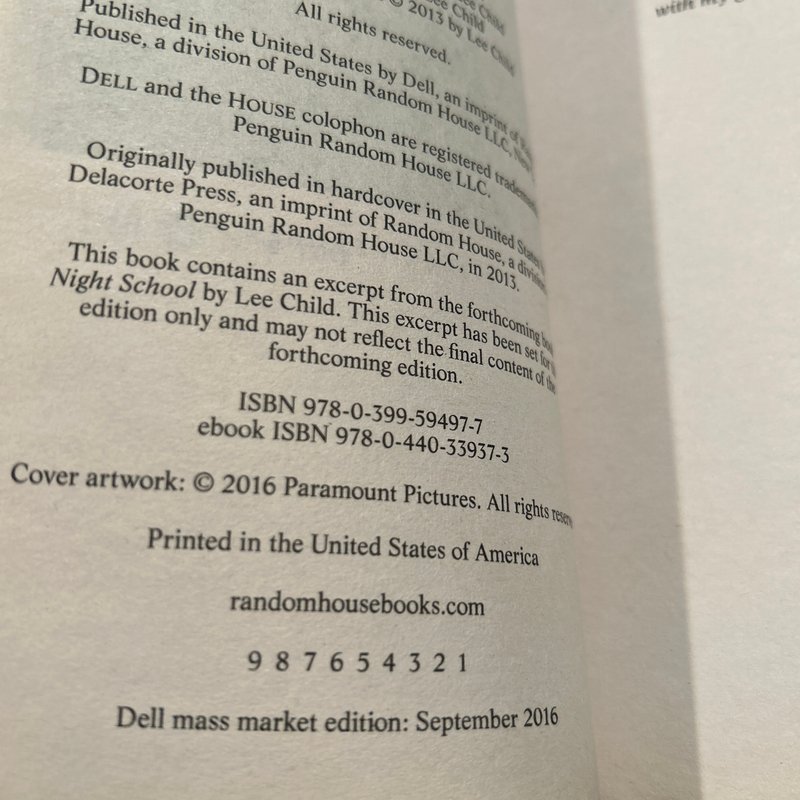 Lee Child
© 2013 by Lee Child
All rights reserved.
Published in the United States by Dell, an imprint of
House, a division of Penguin Random House LLC,
DELL and the HOUSE colophon are registered
Penguin Random House LLC.
Originally published in hardcover in the United States
Delacorte Press, an imprint of Random House, a
Penguin Random House LLC, in 2013.
This book contains an excerpt from the forthcoming
Night School by Lee Child. This excerpt has been set for
edition only and may not reflect the final content of the
forthcoming edition.
ISBN 978-0-399-59497-7
ebook ISBN 978-0-440-33937-3
Cover artwork: © 2016 Paramount Pictures. All rights
Printed in the United States of America
randomhousebooks.com
9 8 7 6 5 4 3 2 1
Dell mass market edition: September 2016
with my